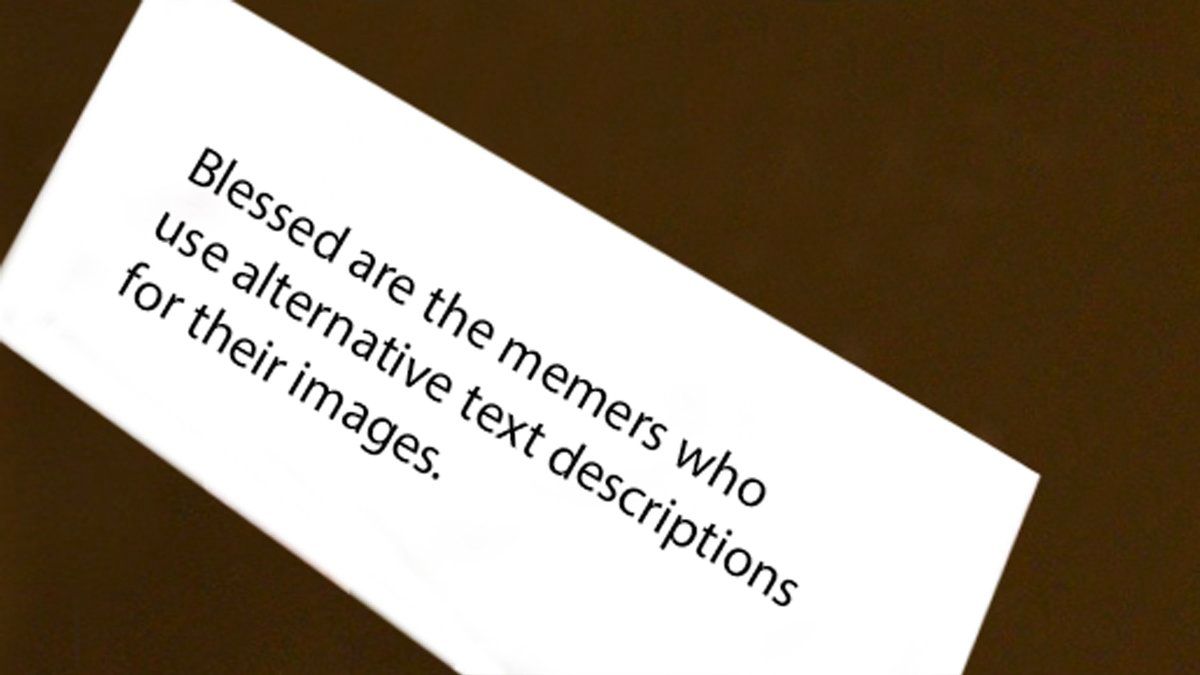 Blessed are the memers who
use alternative text descriptions
for their images.